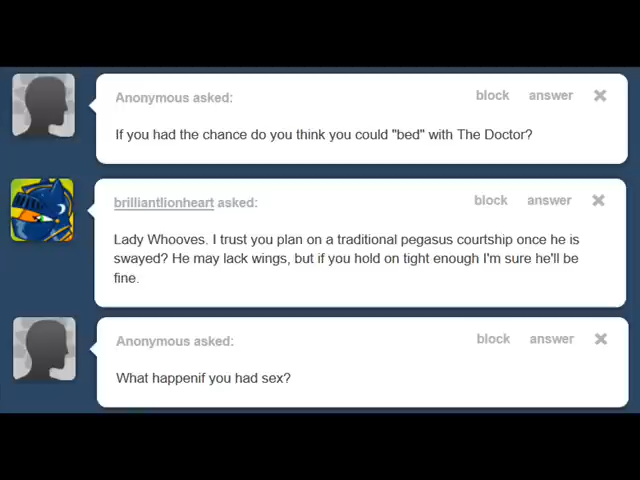 Anonymous asked:
block answer
If you had the chance do you think you could "bed" with The Doctor?
brilliantlionheart asked:
block answer
Lady Whooves. I trust you plan on a traditional pegasus courtship once he is
swayed? He may lack wings, but if you hold on tight enough I'm sure he'll be
fine.
Anonymous asked:
block answer
What happenif you had sex?